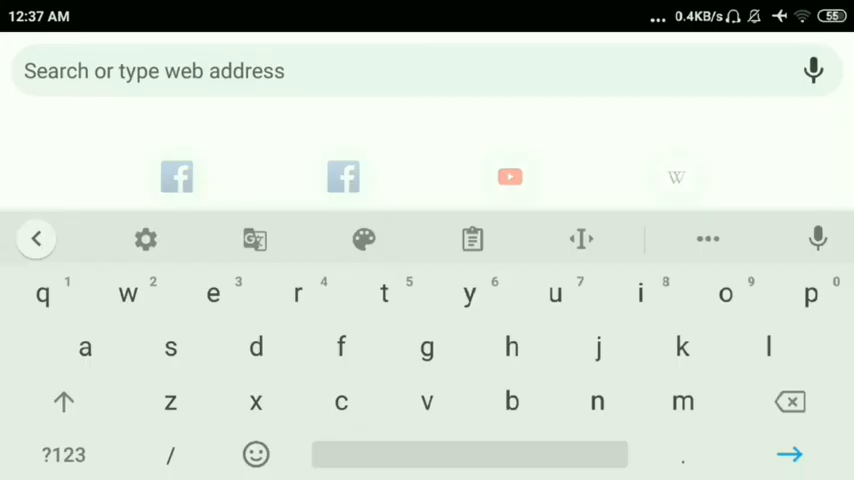 12:37 AM ... 0.4KB/s 55
Search or type web address
f f W
G
q 1 w 2 e 3 r 4 t 5 y 6 u 7 i 8 o 9 p 0
a s d f g h j k l
z x c v b n m
?123 / .